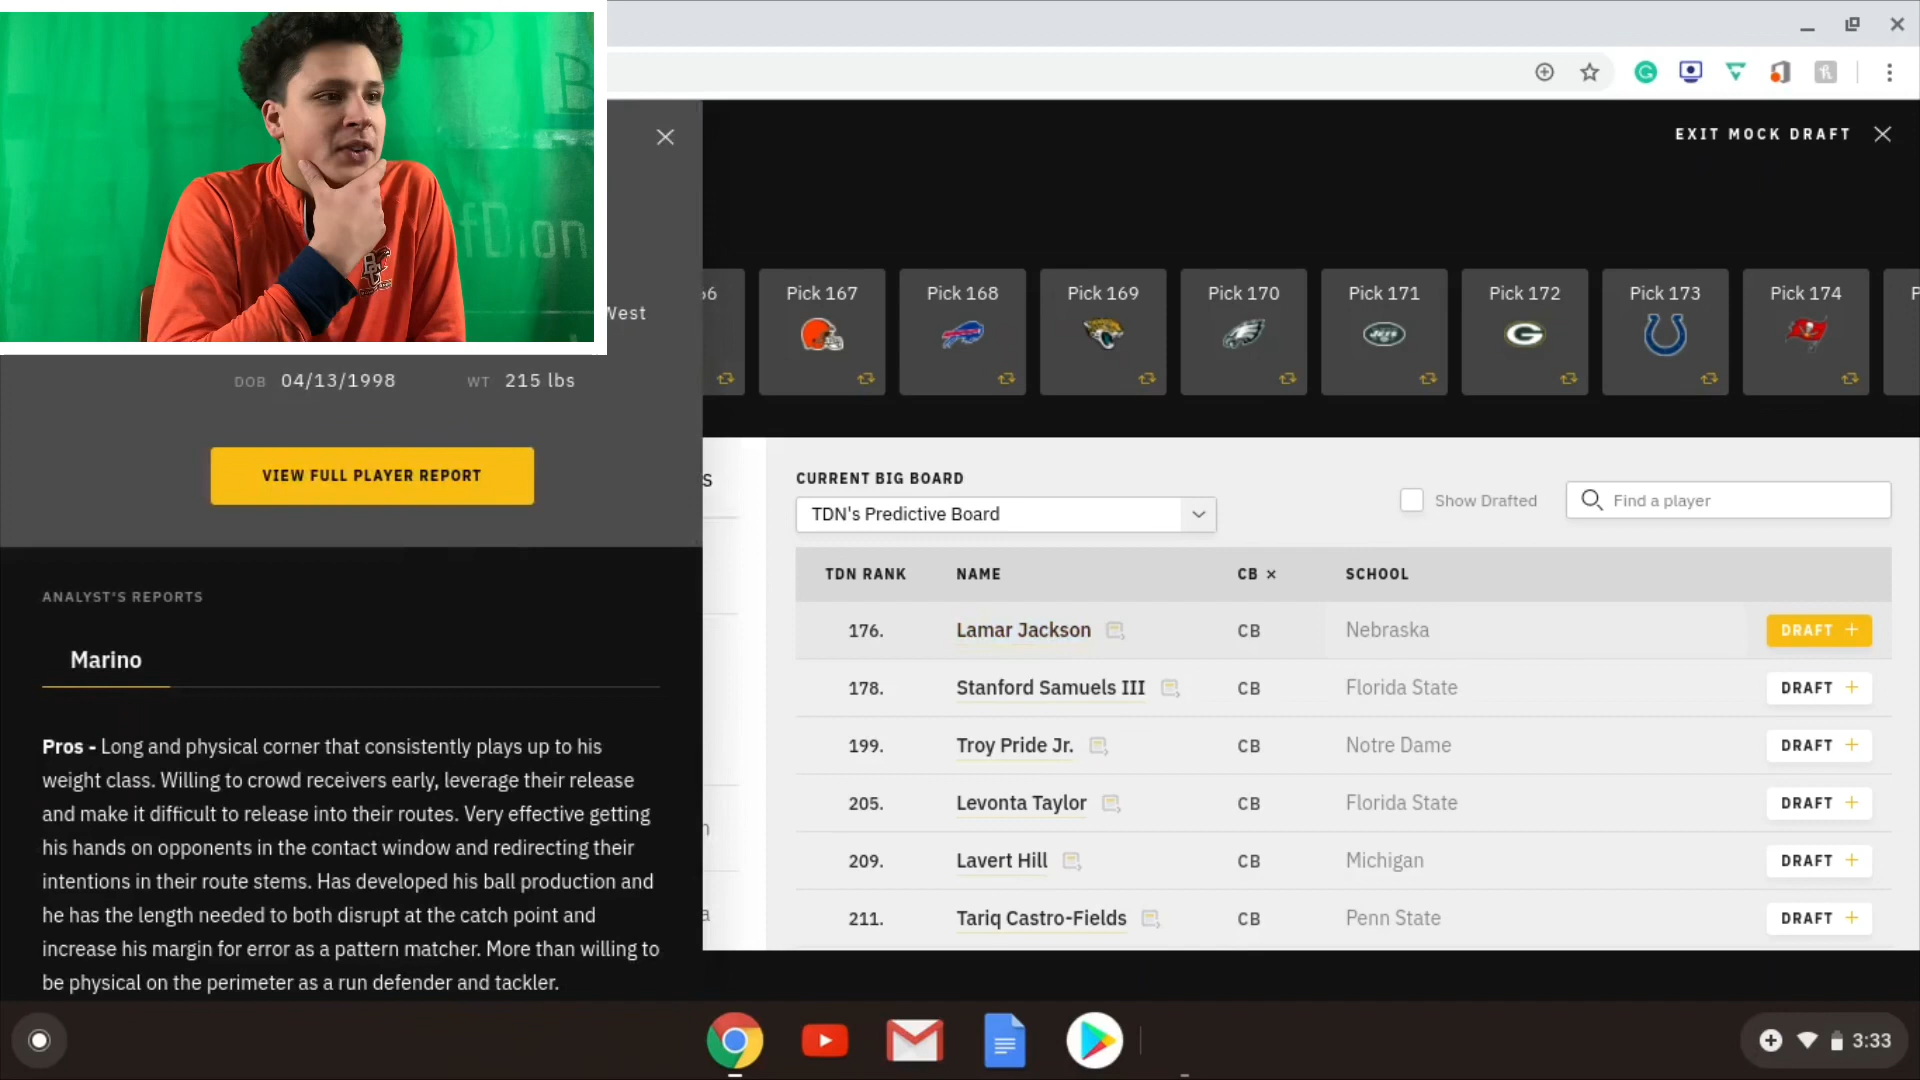 EXIT MOCK DRAFT
West
DOB 04/13/1998 WT 215 lbs
VIEW FULL PLAYER REPORT
66 Pick 167 Pick 168 Pick 169 Pick 170 Pick 171 Pick 172 Pick 173 Pick 174 P
CURRENT BIG BOARD
TDN's Predictive Board
Show Drafted
Find a player
TDN RANK NAME CB × SCHOOL
176. Lamar Jackson CB Nebraska DRAFT +
178. Stanford Samuels III CB Florida State DRAFT +
199. Troy Pride Jr. CB Notre Dame DRAFT +
205. Levonta Taylor CB Florida State DRAFT +
209. Lavert Hill CB Michigan DRAFT +
211. Tariq Castro-Fields CB Penn State DRAFT +
ANALYST'S REPORTS
Marino
Pros - Long and physical corner that consistently plays up to his
weight class. Willing to crowd receivers early, leverage their release
and make it difficult to release into their routes. Very effective getting
his hands on opponents in the contact window and redirecting their
intentions in their route stems. Has developed his ball production and
he has the length needed to both disrupt at the catch point and
increase his margin for error as a pattern matcher. More than willing to
be physical on the perimeter as a run defender and tackler.
3:33